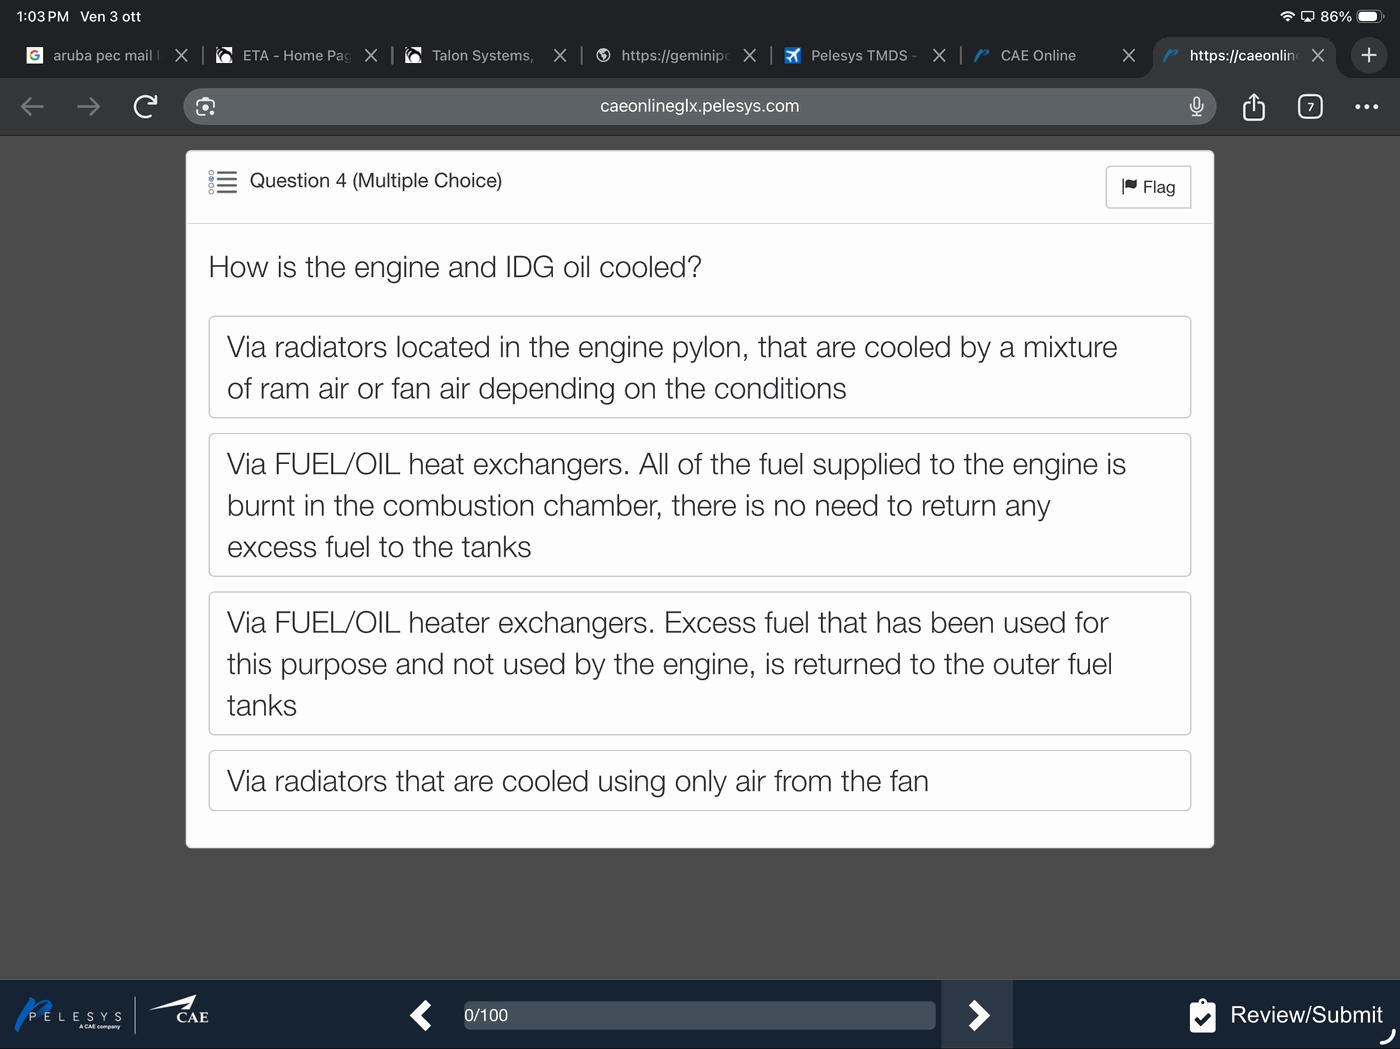 1:03 PM Ven 3 ott
86%
aruba pec mail
ETA - Home Pag
Talon Systems,
https://geminipo
Pelesys TMDS -
CAE Online
https://caeonlin
caeonlineglx.pelesys.com
7
Question 4 (Multiple Choice)
Flag
How is the engine and IDG oil cooled?
Via radiators located in the engine pylon, that are cooled by a mixture
of ram air or fan air depending on the conditions
Via FUEL/OIL heat exchangers. All of the fuel supplied to the engine is
burnt in the combustion chamber, there is no need to return any
excess fuel to the tanks
Via FUEL/OIL heater exchangers. Excess fuel that has been used for
this purpose and not used by the engine, is returned to the outer fuel
tanks
Via radiators that are cooled using only air from the fan
PELESYS
A CAE company
CAE
0/100
Review/Submit